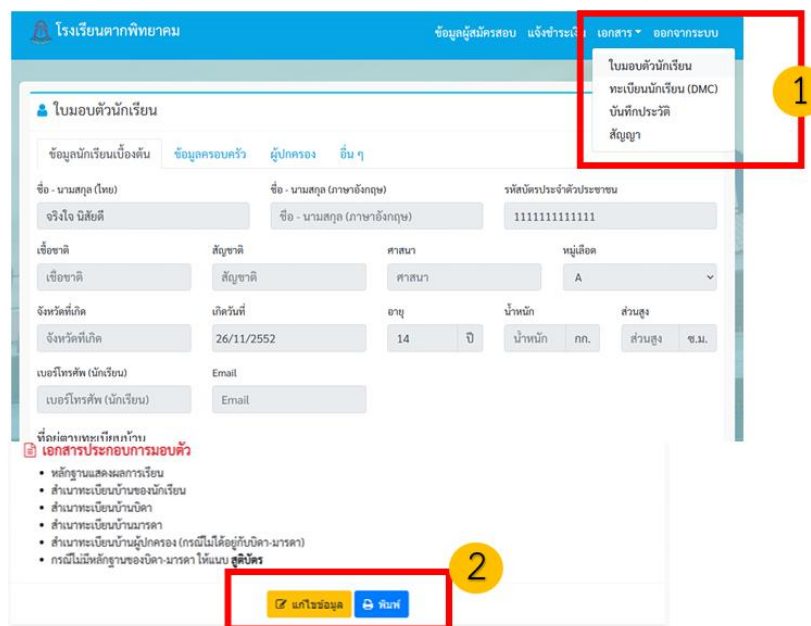 โรงเรียนตากพิทยาคม
ข้อมูลผู้สมัครสอบ แจ้งชำระเงิน เอกสาร ออกจากระบบ
ใบมอบตัวนักเรียน
ทะเบียนนักเรียน (DMC)
บันทึกประวัติ
สัญญา
1
ใบมอบตัวนักเรียน
ข้อมูลนักเรียนเบื้องต้น ข้อมูลครอบครัว ผู้ปกครอง อื่น ๆ
ชื่อ - นามสกุล (ไทย) ชื่อ - นามสกุล (ภาษาอังกฤษ) รหัสบัตรประจำตัวประชาชน
จริงใจ นิสัยดี ชื่อ - นามสกุล (ภาษาอังกฤษ) 1111111111111
เชื้อชาติ สัญชาติ ศาสนา หมู่เลือด
เชื้อชาติ สัญชาติ ศาสนา A
จังหวัดที่เกิด เกิดวันที่ อายุ น้ำหนัก ส่วนสูง
จังหวัดที่เกิด 26/11/2552 14 ปี น้ำหนัก กก. ส่วนสูง ซ.ม.
เบอร์โทรศัพ (นักเรียน) Email
เบอร์โทรศัพ (นักเรียน) Email
ที่อยู่ตามทะเบียนบ้าน
เอกสารประกอบการมอบตัว
• หลักฐานแสดงผลการเรียน
• สำเนาทะเบียนบ้านของนักเรียน
• สำเนาทะเบียนบ้านบิดา
• สำเนาทะเบียนบ้านมารดา
• สำเนาทะเบียนบ้านผู้ปกครอง (กรณีไม่ได้อยู่กับบิดา-มารดา)
• กรณีไม่มีหลักฐานของบิดา-มารดา ให้แนบ สูติบัตร
2
แก้ไขข้อมูล พิมพ์